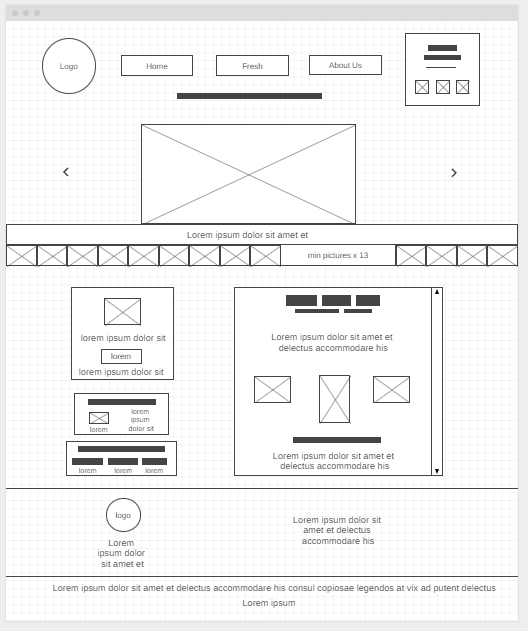 Logo
Home
Fresh
About Us
Lorem ipsum dolor sit amet et
min pictures x 13
lorem ipsum dolor sit
lorem
lorem ipsum dolor sit
lorem
lorem
ipsum
dolor sit
lorem
lorem
lorem
Lorem ipsum dolor sit amet et
delectus accommodare his
Lorem ipsum dolor sit amet et
delectus accommodare his
logo
Lorem
ipsum dolor
sit amet et
Lorem ipsum dolor sit
amet et delectus
accommodare his
Lorem ipsum dolor sit amet et delectus accommodare his consul copiosae legendos at vix ad putent delectus
Lorem ipsum